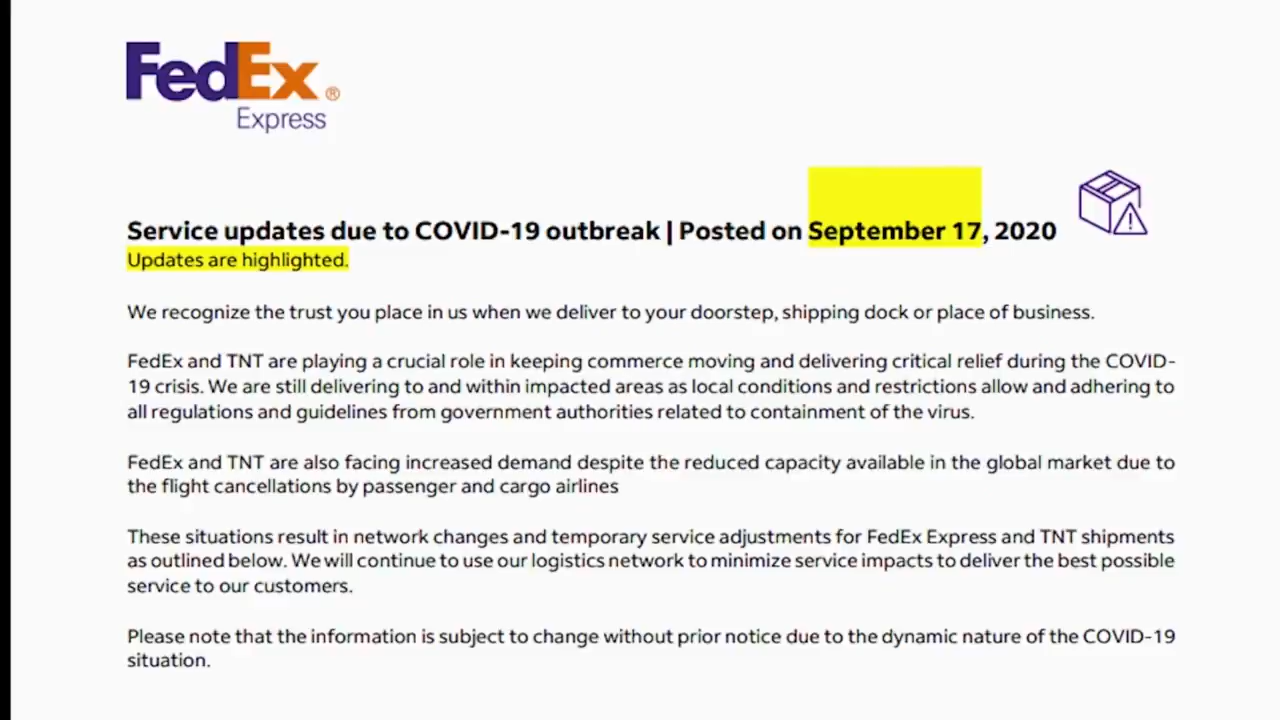 FedEx®
Express
Service updates due to COVID-19 outbreak | Posted on September 17, 2020
Updates are highlighted.
We recognize the trust you place in us when we deliver to your doorstep, shipping dock or place of business.
FedEx and TNT are playing a crucial role in keeping commerce moving and delivering critical relief during the COVID-
19 crisis. We are still delivering to and within impacted areas as local conditions and restrictions allow and adhering to
all regulations and guidelines from government authorities related to containment of the virus.
FedEx and TNT are also facing increased demand despite the reduced capacity available in the global market due to
the flight cancellations by passenger and cargo airlines
These situations result in network changes and temporary service adjustments for FedEx Express and TNT shipments
as outlined below. We will continue to use our logistics network to minimize service impacts to deliver the best possible
service to our customers.
Please note that the information is subject to change without prior notice due to the dynamic nature of the COVID-19
situation.